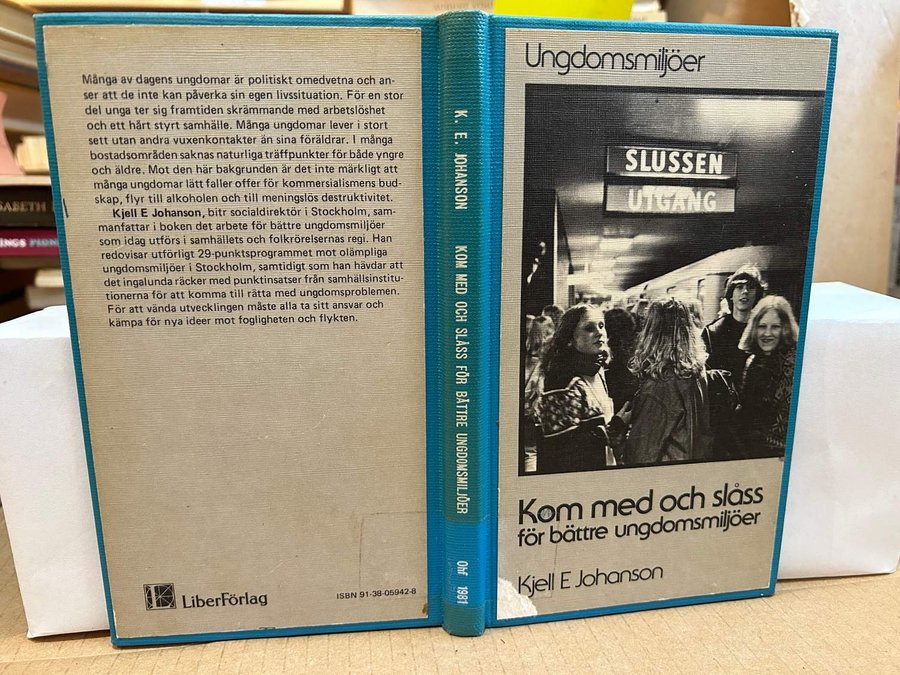 Många av dagens ungdomar är politiskt omedvetna och an-
ser att de inte kan påverka sin egen livssituation. För en stor
del unga ter sig framtiden skrämmande med arbetslöshet
och ett hårt styrt samhälle. Många ungdomar lever i stort
sett utan andra vuxenkontakter än sina föräldrar. I många
bostadsområden saknas naturliga träffpunkter för både yngre
och äldre. Mot den här bakgrunden är det inte märkligt att
många ungdomar lätt faller offer för kommersialismens bud-
skap, flyr till alkoholen och till meningslös destruktivitet.
Kjell E Johanson, bitr socialdirektör i Stockholm, sam-
manfattar i boken det arbete för bättre ungdomsmiljöer
som idag utförs i samhällets och folkrörelsernas regi. Han
redovisar utförligt 29-punktsprogrammet mot olämpliga
ungdomsmiljöer i Stockholm, samtidigt som han hävdar att
det ingalunda räcker med punktinsatser från samhällsinstitu-
tionerna för att komma till rätta med ungdomsproblemen.
För att vända utvecklingen måste alla ta sitt ansvar och
kämpa för nya ideer mot fogligheten och flykten.
LiberFörlag
ISBN 91-38-05942-8
K. E. JOHANSON KOM MED OCH SLÅSS FÖR BÄTTRE UNGDOMSMILJÖER
Ohf 1981
Ungdomsmiljöer
SLUSSEN
UTGÅNG
Kom med och slåss
för bättre ungdomsmiljöer
Kjell E Johanson